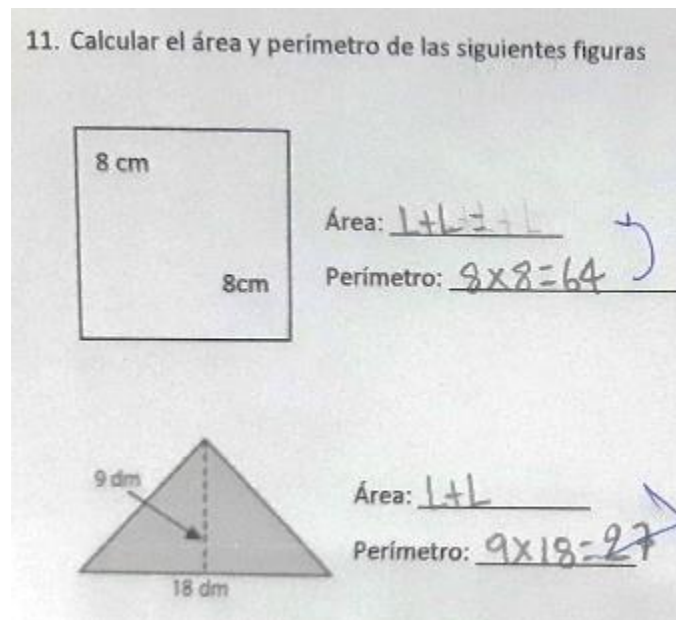 11. Calcular el área y perímetro de las siguientes figuras
8 cm
Área: L+L=
8cm
Perímetro: 8x8=64
9 dm
Área: L+L
Perímetro: 9x18=27
18 dm